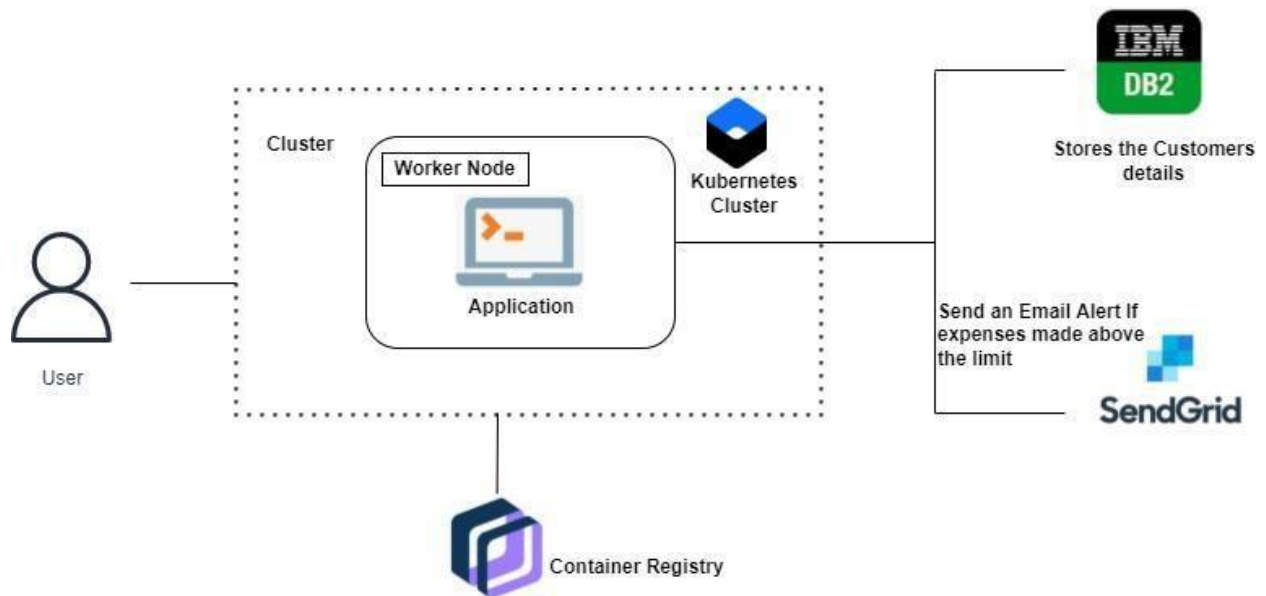 IBM
DB2
Stores the Customers
details
Cluster
Worker Node
Kubernetes
Cluster
Application
User
Send an Email Alert If
expenses made above
the limit
SendGrid
Container Registry